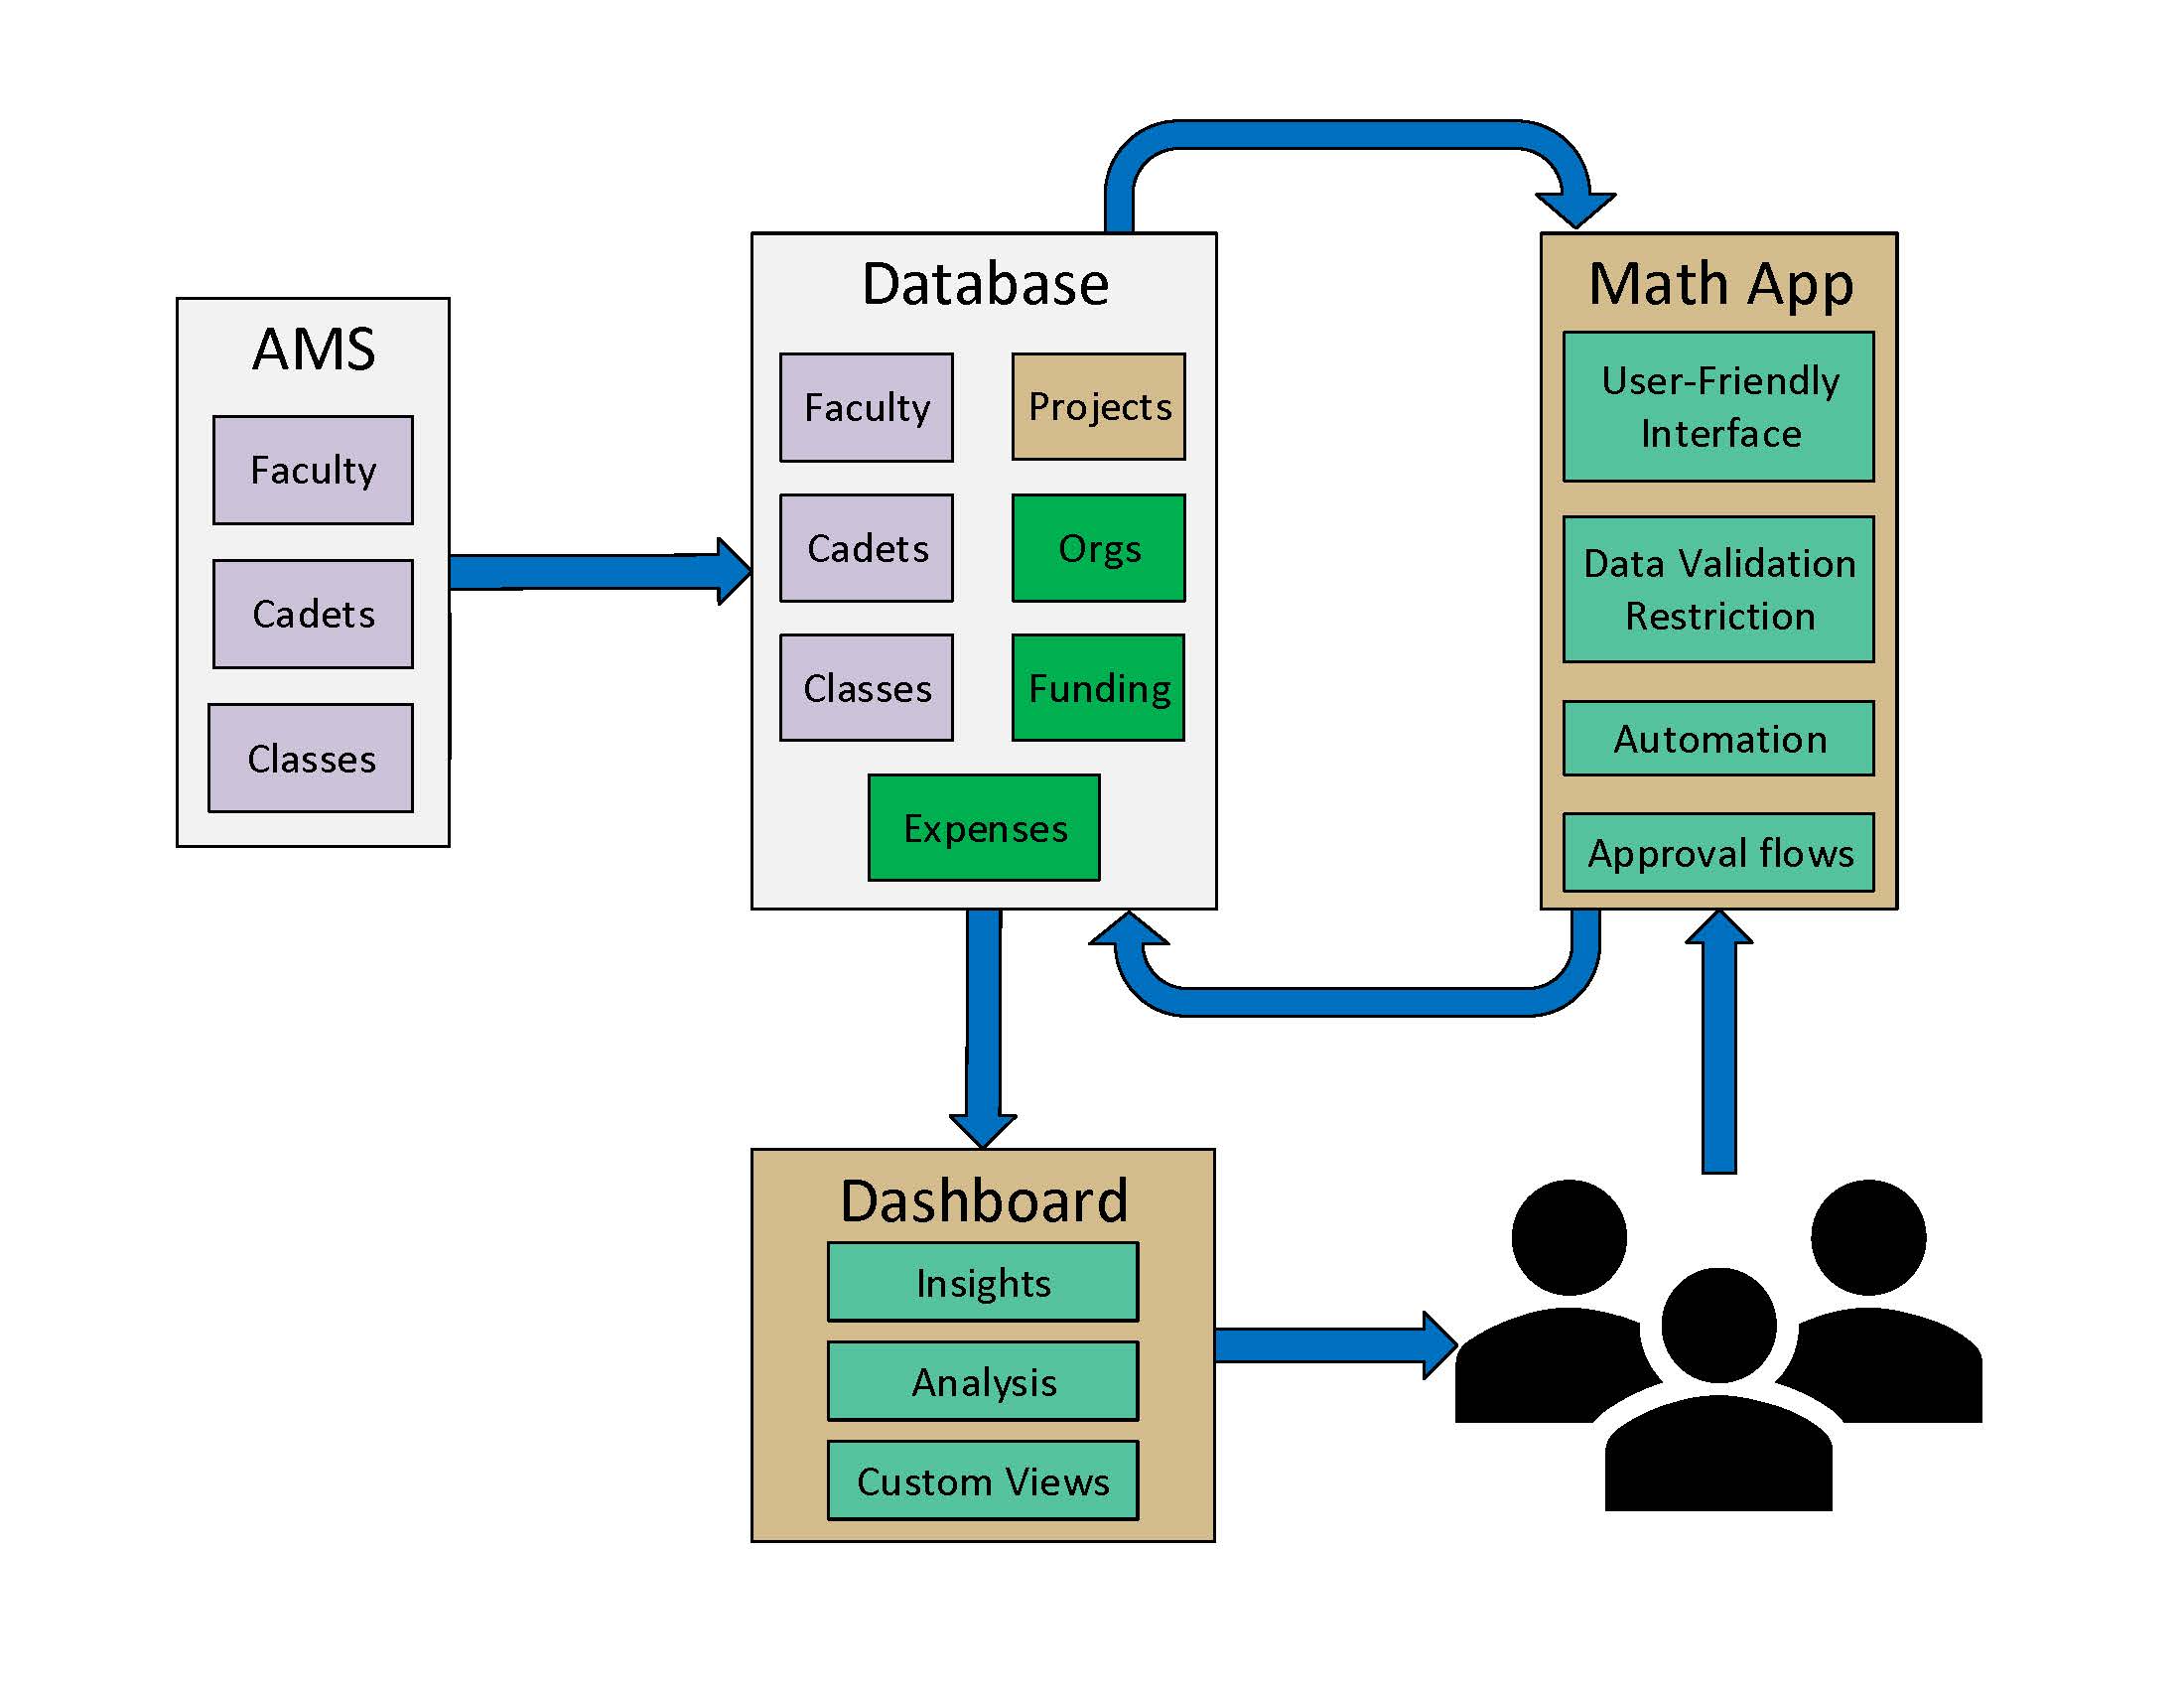 AMS
Faculty
Cadets
Classes
Database
Faculty
Projects
Cadets
Orgs
Classes
Funding
Expenses
Math App
User-Friendly
Interface
Data Validation
Restriction
Automation
Approval flows
Dashboard
Insights
Analysis
Custom Views